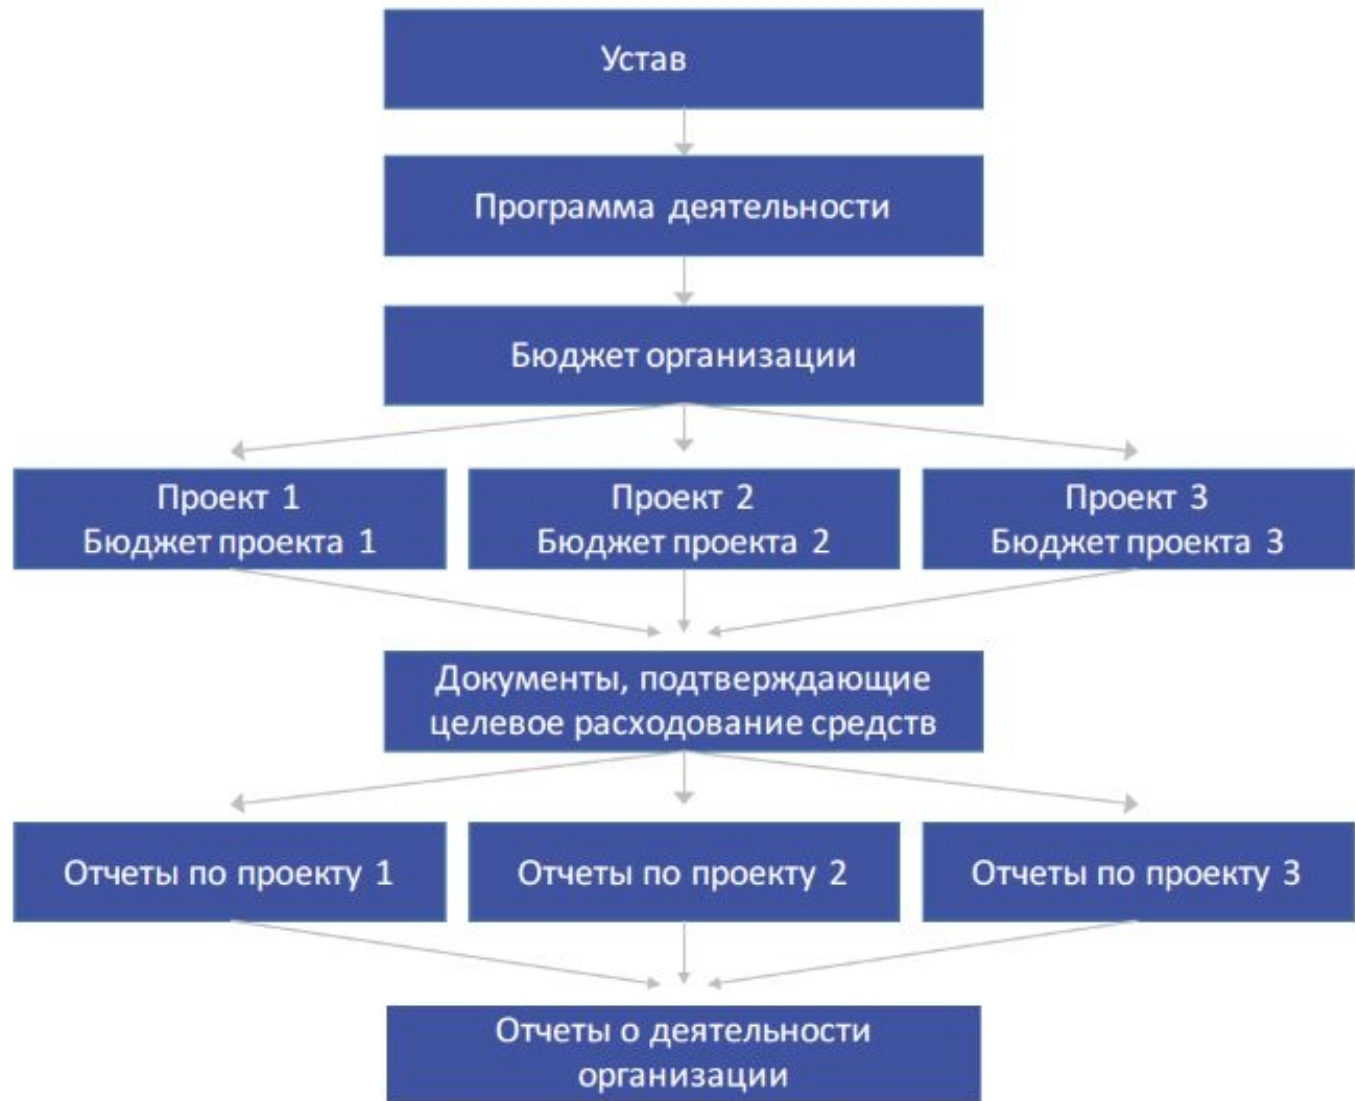 Устав
Программа деятельности
Бюджет организации
Проект 1
Бюджет проекта 1
Проект 2
Бюджет проекта 2
Проект 3
Бюджет проекта 3
Документы, подтверждающие
целевое расходование средств
Отчеты по проекту 1
Отчеты по проекту 2
Отчеты по проекту 3
Отчеты о деятельности
организации